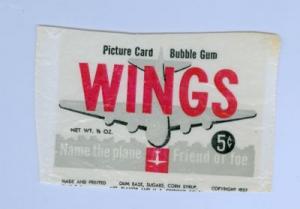 Picture Card Bubble Gum
WINGS
NET WT. ⅜ OZ.
5¢
Name the plane Friend or foe
MADE AND PRINTED GUM BASE, SUGARS, CORN SYRUP, COPYRIGHT